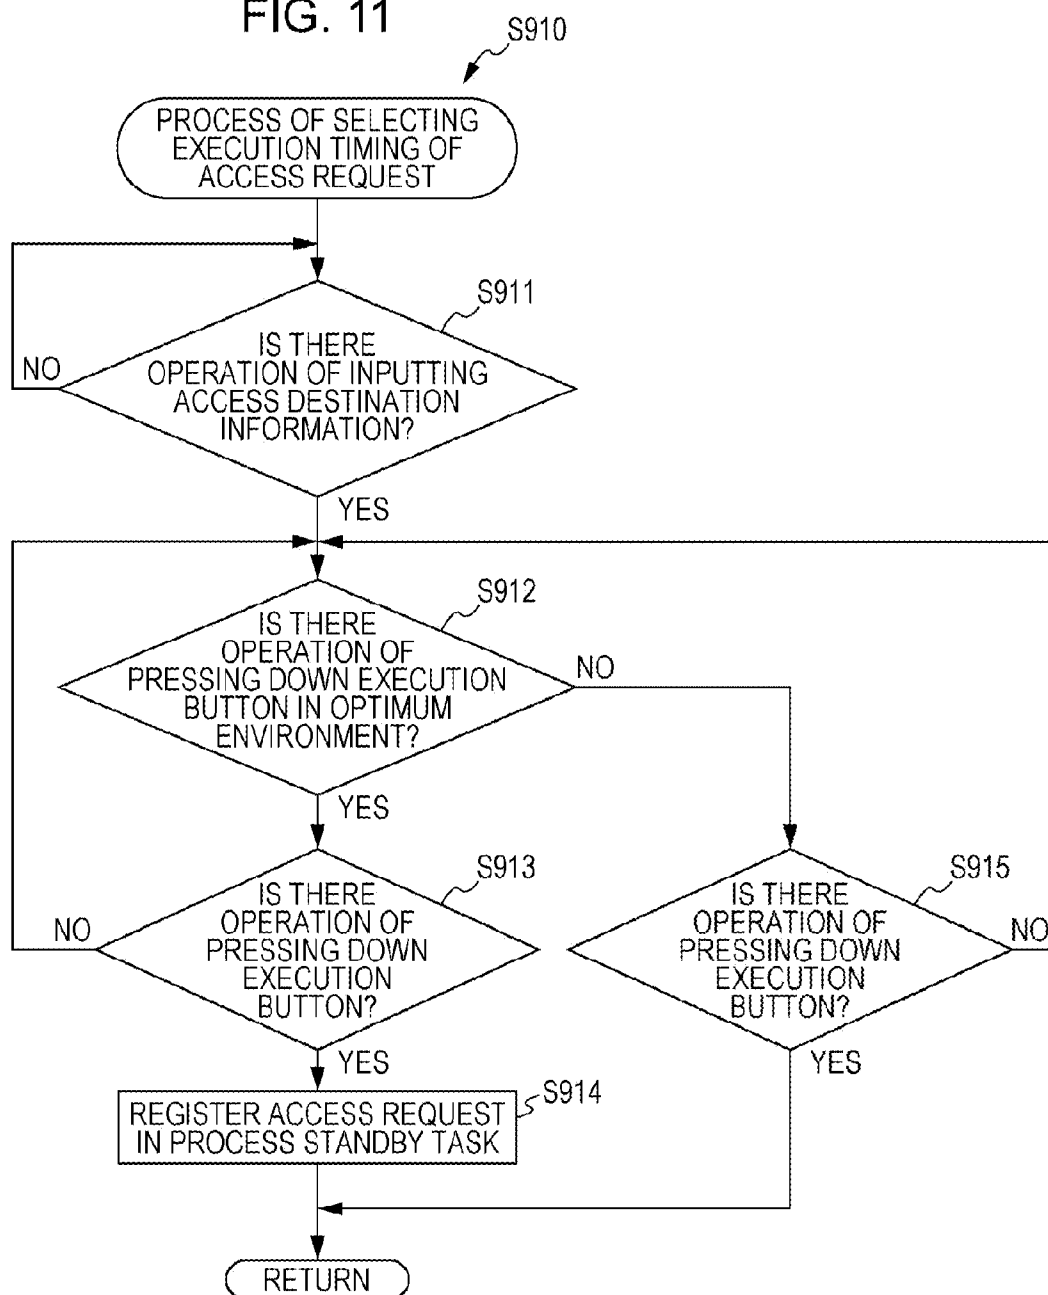 FIG. 11
S910
PROCESS OF SELECTING
EXECUTION TIMING OF
ACCESS REQUEST
S911
IS THERE
OPERATION OF INPUTTING
ACCESS DESTINATION
INFORMATION?
NO
YES
S912
IS THERE
OPERATION OF
PRESSING DOWN EXECUTION
BUTTON IN OPTIMUM
ENVIRONMENT?
NO
YES
S913
IS THERE
OPERATION OF
PRESSING DOWN
EXECUTION
BUTTON?
NO
YES
S915
IS THERE
OPERATION OF
PRESSING DOWN
EXECUTION
BUTTON?
NO
YES
S914
REGISTER ACCESS REQUEST
IN PROCESS STANDBY TASK
RETURN